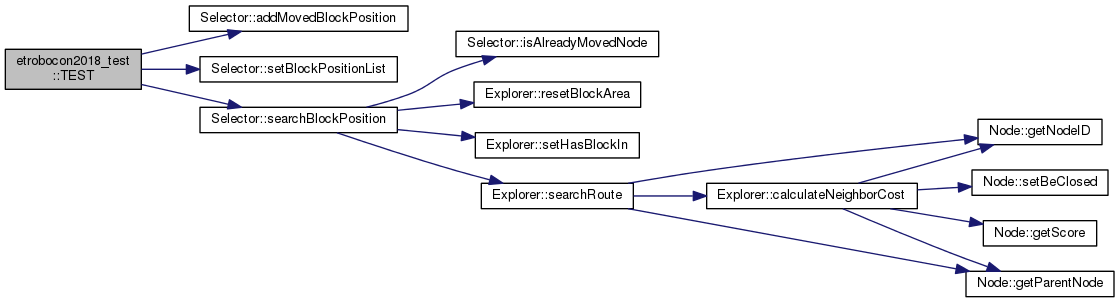 etrobocon2018_test
::TEST
Selector::addMovedBlockPosition
Selector::setBlockPositionList
Selector::searchBlockPosition
Selector::isAlreadyMovedNode
Explorer::resetBlockArea
Explorer::setHasBlockIn
Explorer::searchRoute
Explorer::calculateNeighborCost
Node::getNodeID
Node::setBeClosed
Node::getScore
Node::getParentNode